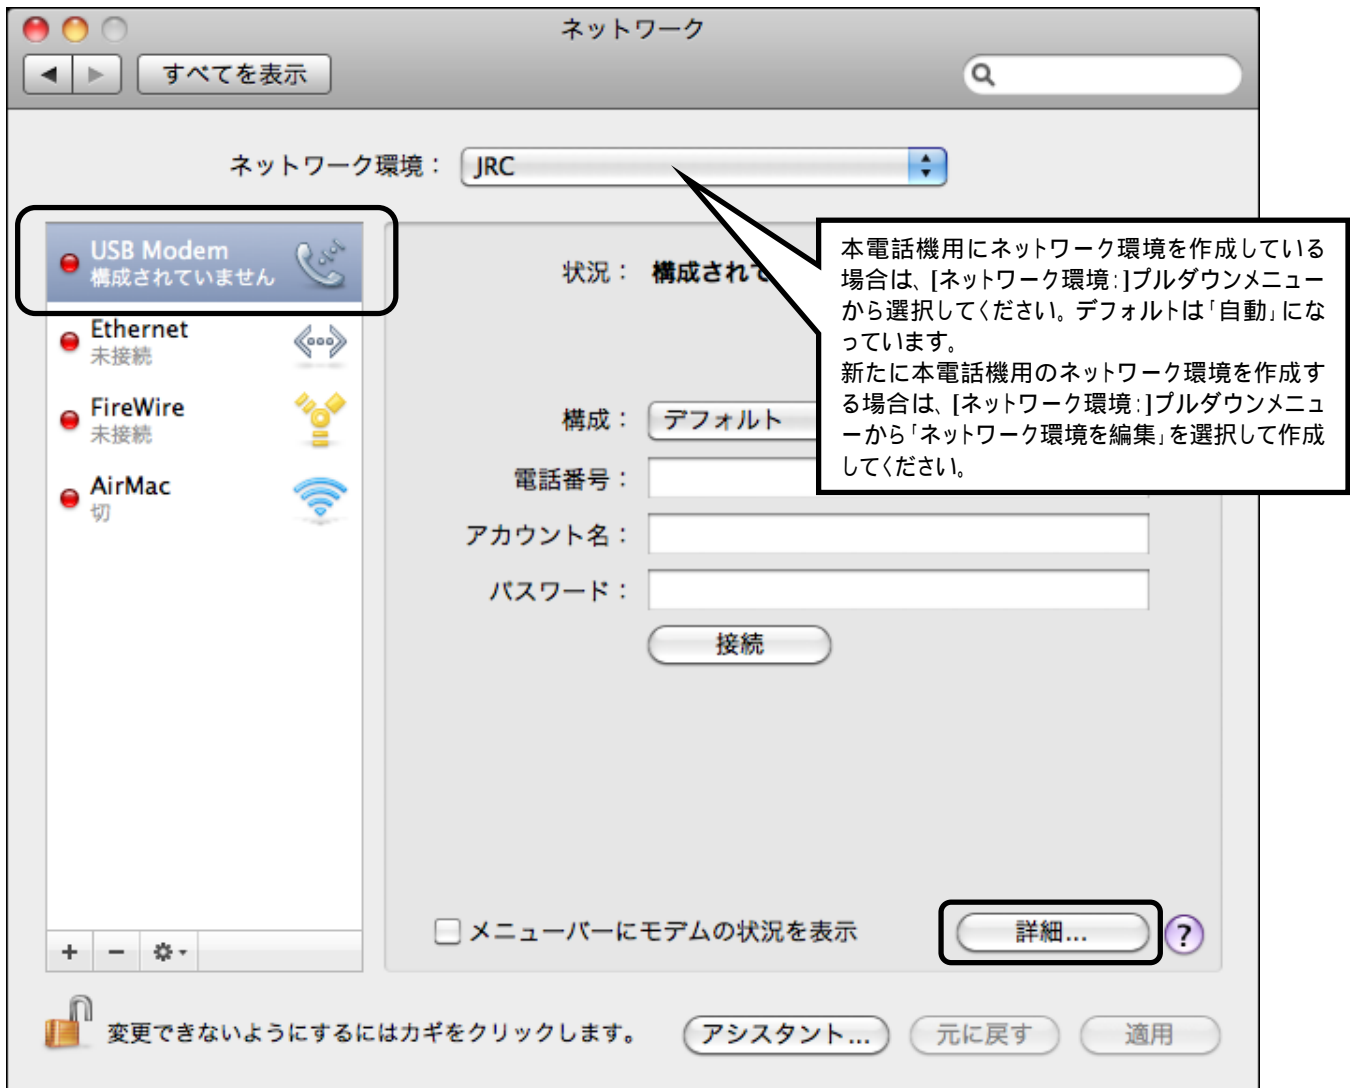 ネットワーク
すべてを表示
ネットワーク環境： JRC
USB Modem
構成されていません
Ethernet
未接続
FireWire
未接続
AirMac
切
状況： 構成されて
本電話機用にネットワーク環境を作成している
場合は、[ネットワーク環境:]プルダウンメニュー
から選択してください。デフォルトは「自動」にな
っています。
新たに本電話機用のネットワーク環境を作成す
る場合は、[ネットワーク環境:]プルダウンメニュ
ーから「ネットワーク環境を編集」を選択して作成
してください。
構成： デフォルト
電話番号：
アカウント名：
パスワード：
接続
メニューバーにモデムの状況を表示
詳細... ?
変更できないようにするにはカギをクリックします。
アシスタント... 元に戻す 適用